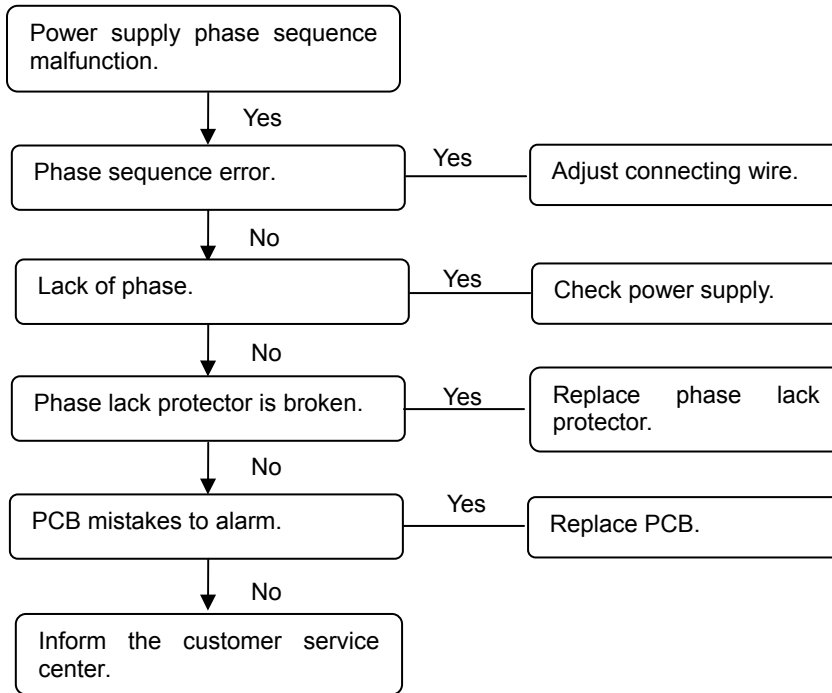 Power supply phase sequence
malfunction.
Yes
Phase sequence error.
Yes
Adjust connecting wire.
No
Lack of phase.
Yes
Check power supply.
No
Phase lack protector is broken.
Yes
Replace phase lack
protector.
No
PCB mistakes to alarm.
Yes
Replace PCB.
No
Inform the customer service
center.